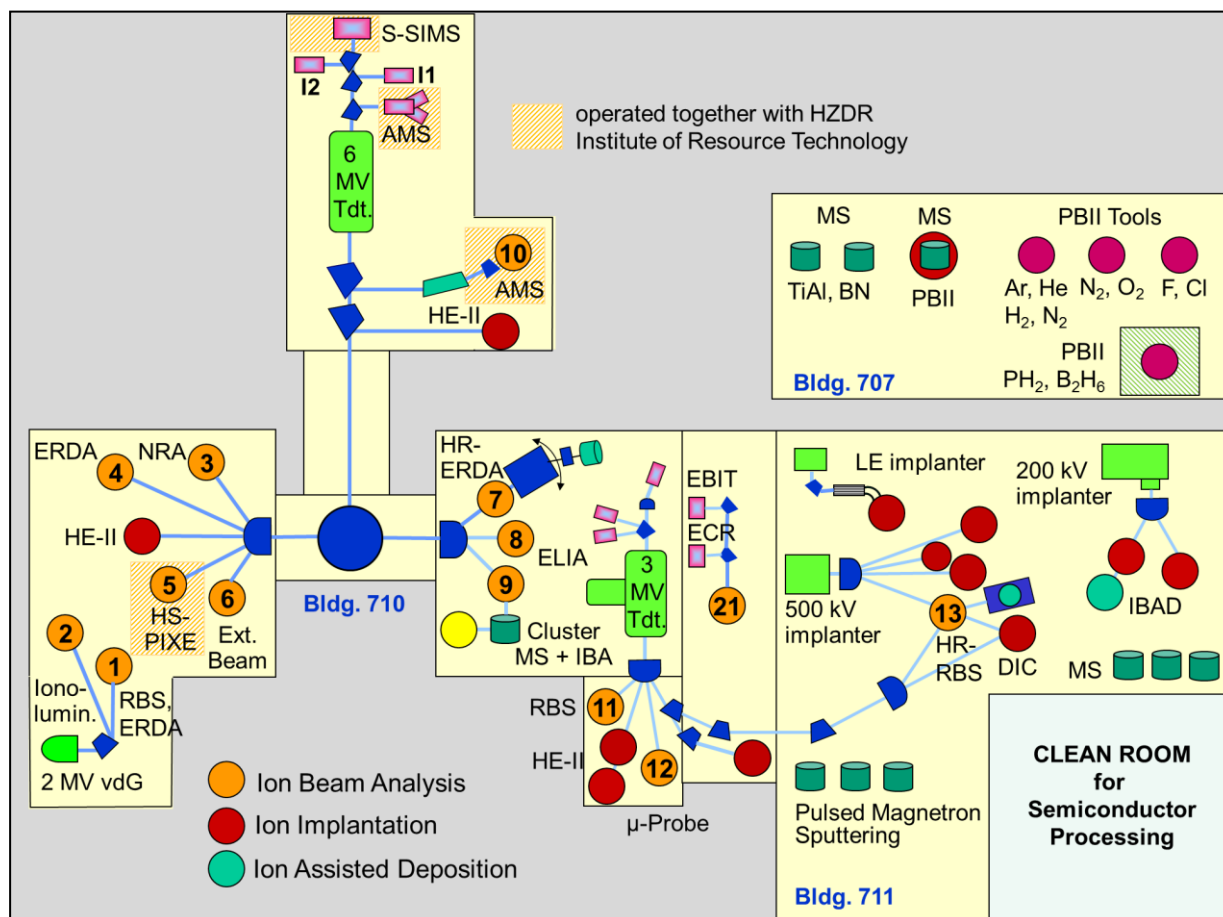 S-SIMS
I2
I1
AMS
6
MV
Tdt.
operated together with HZDR
Institute of Resource Technology
10
AMS
HE-II
MS
MS
PBII Tools
TiAl, BN
PBII
Ar, He
H₂, N₂
N₂, O₂
F, Cl
PBII
PH₂, B₂H₆
Bldg. 707
ERDA
NRA
4
3
HE-II
5
6
HS-
PIXE
Ext.
Beam
2
1
Iono-
lumin.
RBS,
ERDA
2 MV vdG
Bldg. 710
HR-
ERDA
7
8
ELIA
9
Cluster
MS + IBA
3
MV
Tdt.
EBIT
ECR
21
RBS
11
HE-II
12
µ-Probe
LE implanter
200 kV
implanter
500 kV
implanter
13
HR-
RBS
DIC
IBAD
MS
Pulsed Magnetron
Sputtering
Bldg. 711
CLEAN ROOM
for
Semiconductor
Processing
Ion Beam Analysis
Ion Implantation
Ion Assisted Deposition